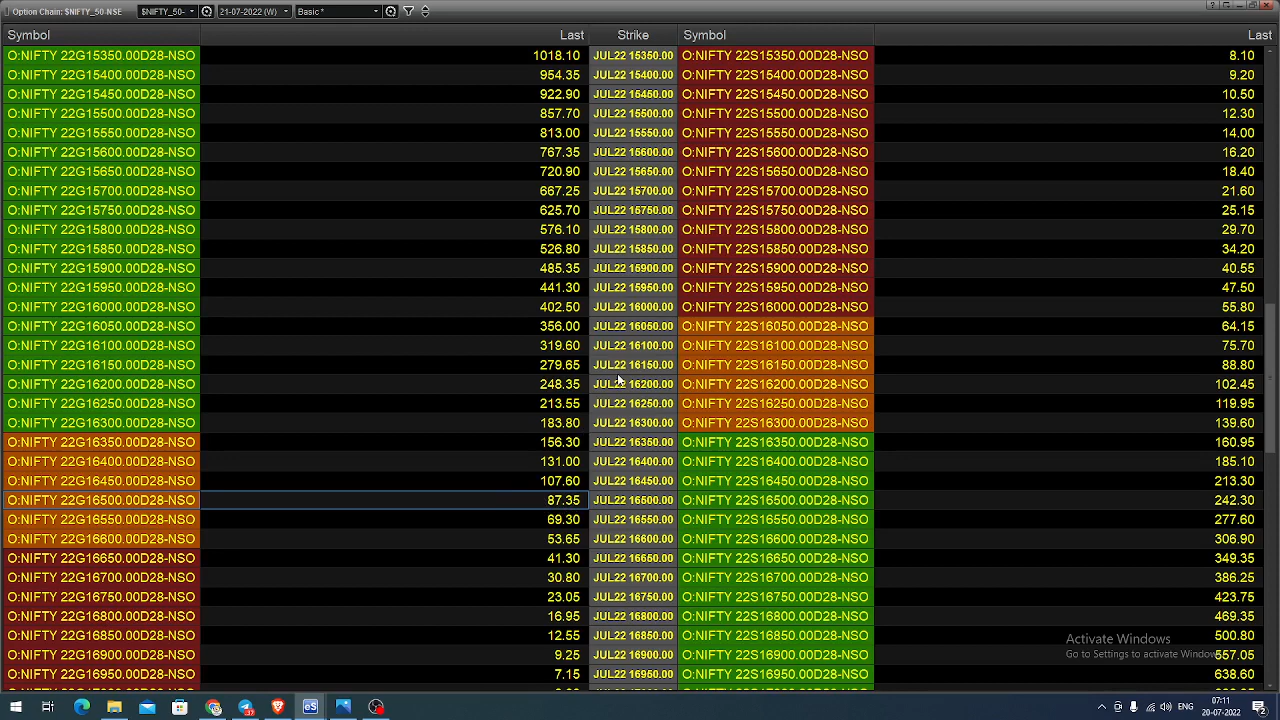 Option Chain: $NIFTY_50 NSE $NIFTY_50- 21-07-2022 (W) Basic*
Symbol Last Strike Symbol Last
O:NIFTY 22G15350.00D28-NSO 1018.10 JUL22 15350.00 O:NIFTY 22S15350.00D28-NSO 8.10
O:NIFTY 22G15400.00D28-NSO 954.35 JUL22 15400.00 O:NIFTY 22S15400.00D28-NSO 9.20
O:NIFTY 22G15450.00D28-NSO 922.90 JUL22 15450.00 O:NIFTY 22S15450.00D28-NSO 10.50
O:NIFTY 22G15500.00D28-NSO 857.70 JUL22 15500.00 O:NIFTY 22S15500.00D28-NSO 12.30
O:NIFTY 22G15550.00D28-NSO 813.00 JUL22 15550.00 O:NIFTY 22S15550.00D28-NSO 14.00
O:NIFTY 22G15600.00D28-NSO 767.35 JUL22 15600.00 O:NIFTY 22S15600.00D28-NSO 16.20
O:NIFTY 22G15650.00D28-NSO 720.90 JUL22 15650.00 O:NIFTY 22S15650.00D28-NSO 18.40
O:NIFTY 22G15700.00D28-NSO 667.25 JUL22 15700.00 O:NIFTY 22S15700.00D28-NSO 21.60
O:NIFTY 22G15750.00D28-NSO 625.70 JUL22 15750.00 O:NIFTY 22S15750.00D28-NSO 25.15
O:NIFTY 22G15800.00D28-NSO 576.10 JUL22 15800.00 O:NIFTY 22S15800.00D28-NSO 29.70
O:NIFTY 22G15850.00D28-NSO 526.80 JUL22 15850.00 O:NIFTY 22S15850.00D28-NSO 34.20
O:NIFTY 22G15900.00D28-NSO 485.35 JUL22 15900.00 O:NIFTY 22S15900.00D28-NSO 40.55
O:NIFTY 22G15950.00D28-NSO 441.30 JUL22 15950.00 O:NIFTY 22S15950.00D28-NSO 47.50
O:NIFTY 22G16000.00D28-NSO 402.50 JUL22 16000.00 O:NIFTY 22S16000.00D28-NSO 55.80
O:NIFTY 22G16050.00D28-NSO 356.00 JUL22 16050.00 O:NIFTY 22S16050.00D28-NSO 64.15
O:NIFTY 22G16100.00D28-NSO 319.60 JUL22 16100.00 O:NIFTY 22S16100.00D28-NSO 75.70
O:NIFTY 22G16150.00D28-NSO 279.65 JUL22 16150.00 O:NIFTY 22S16150.00D28-NSO 88.80
O:NIFTY 22G16200.00D28-NSO 248.35 JUL22 16200.00 O:NIFTY 22S16200.00D28-NSO 102.45
O:NIFTY 22G16250.00D28-NSO 213.55 JUL22 16250.00 O:NIFTY 22S16250.00D28-NSO 119.95
O:NIFTY 22G16300.00D28-NSO 183.80 JUL22 16300.00 O:NIFTY 22S16300.00D28-NSO 139.60
O:NIFTY 22G16350.00D28-NSO 156.30 JUL22 16350.00 O:NIFTY 22S16350.00D28-NSO 160.95
O:NIFTY 22G16400.00D28-NSO 131.00 JUL22 16400.00 O:NIFTY 22S16400.00D28-NSO 185.10
O:NIFTY 22G16450.00D28-NSO 107.60 JUL22 16450.00 O:NIFTY 22S16450.00D28-NSO 213.30
O:NIFTY 22G16500.00D28-NSO 87.35 JUL22 16500.00 O:NIFTY 22S16500.00D28-NSO 242.30
O:NIFTY 22G16550.00D28-NSO 69.30 JUL22 16550.00 O:NIFTY 22S16550.00D28-NSO 277.60
O:NIFTY 22G16600.00D28-NSO 53.65 JUL22 16600.00 O:NIFTY 22S16600.00D28-NSO 306.90
O:NIFTY 22G16650.00D28-NSO 41.30 JUL22 16650.00 O:NIFTY 22S16650.00D28-NSO 349.35
O:NIFTY 22G16700.00D28-NSO 30.80 JUL22 16700.00 O:NIFTY 22S16700.00D28-NSO 386.25
O:NIFTY 22G16750.00D28-NSO 23.05 JUL22 16750.00 O:NIFTY 22S16750.00D28-NSO 423.75
O:NIFTY 22G16800.00D28-NSO 16.95 JUL22 16800.00 O:NIFTY 22S16800.00D28-NSO 469.35
O:NIFTY 22G16850.00D28-NSO 12.55 JUL22 16850.00 O:NIFTY 22S16850.00D28-NSO 500.80
O:NIFTY 22G16900.00D28-NSO 9.25 JUL22 16900.00 O:NIFTY 22S16900.00D28-NSO 557.05
O:NIFTY 22G16950.00D28-NSO 7.15 JUL22 16950.00 O:NIFTY 22S16950.00D28-NSO 638.60
Activate Windows
Go to Settings to activate Windows
ENG 07:11
20-07-2022